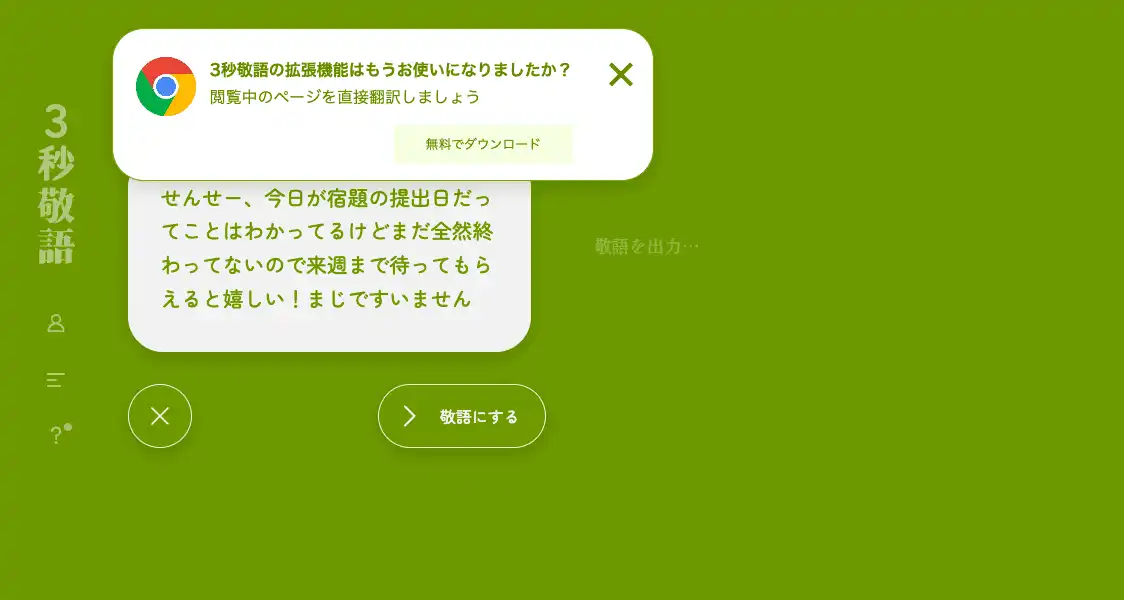 3秒敬語の拡張機能はもうお使いになりましたか？
閲覧中のページを直接翻訳しましょう
無料でダウンロード
3秒敬語
せんせー、今日が宿題の提出日だっ
てことはわかってるけどまだ全然終
わってないので来週まで待ってもら
えると嬉しい！まじですいません
敬語を出力…
敬語にする